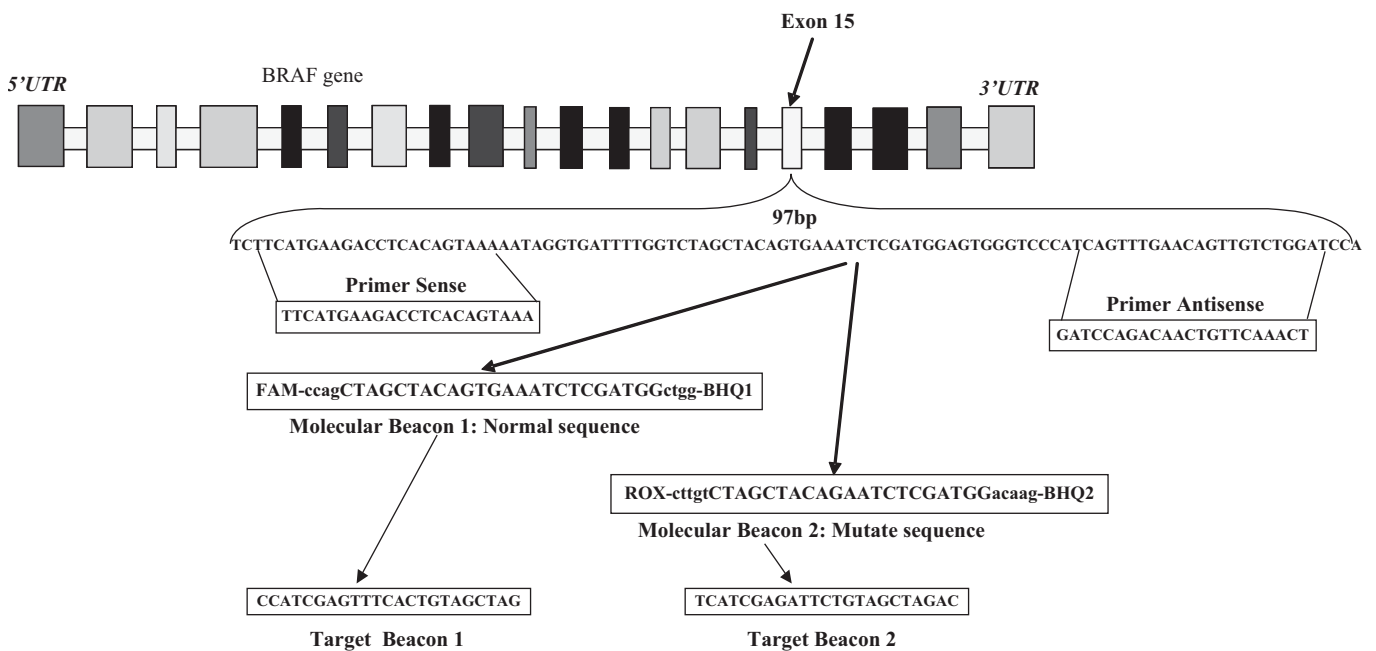 Exon 15
BRAF gene
5'UTR
3'UTR
97bp
TCTTCATGAAGACCTCACAGTAAAAATAGGTGATTTTGGTCTAGCTACAGTGAAATCTCGATGGAGTGGGTCCCATCAGTTTGAACAGTTGTCTGGATCCA
Primer Sense
TTCATGAAGACCTCACAGTAAA
Primer Antisense
GATCCAGACAACTGTTCAAACT
FAM-ccagCTAGCTACAGTGAAATCTCGATGGctgg-BHQ1
Molecular Beacon 1: Normal sequence
ROX-cttgtCTAGCTACAGAATCTCGATGGacaag-BHQ2
Molecular Beacon 2: Mutate sequence
CCATCGAGTTTCACTGTAGCTAG
Target Beacon 1
TCATCGAGATTCTGTAGCTAGAC
Target Beacon 2